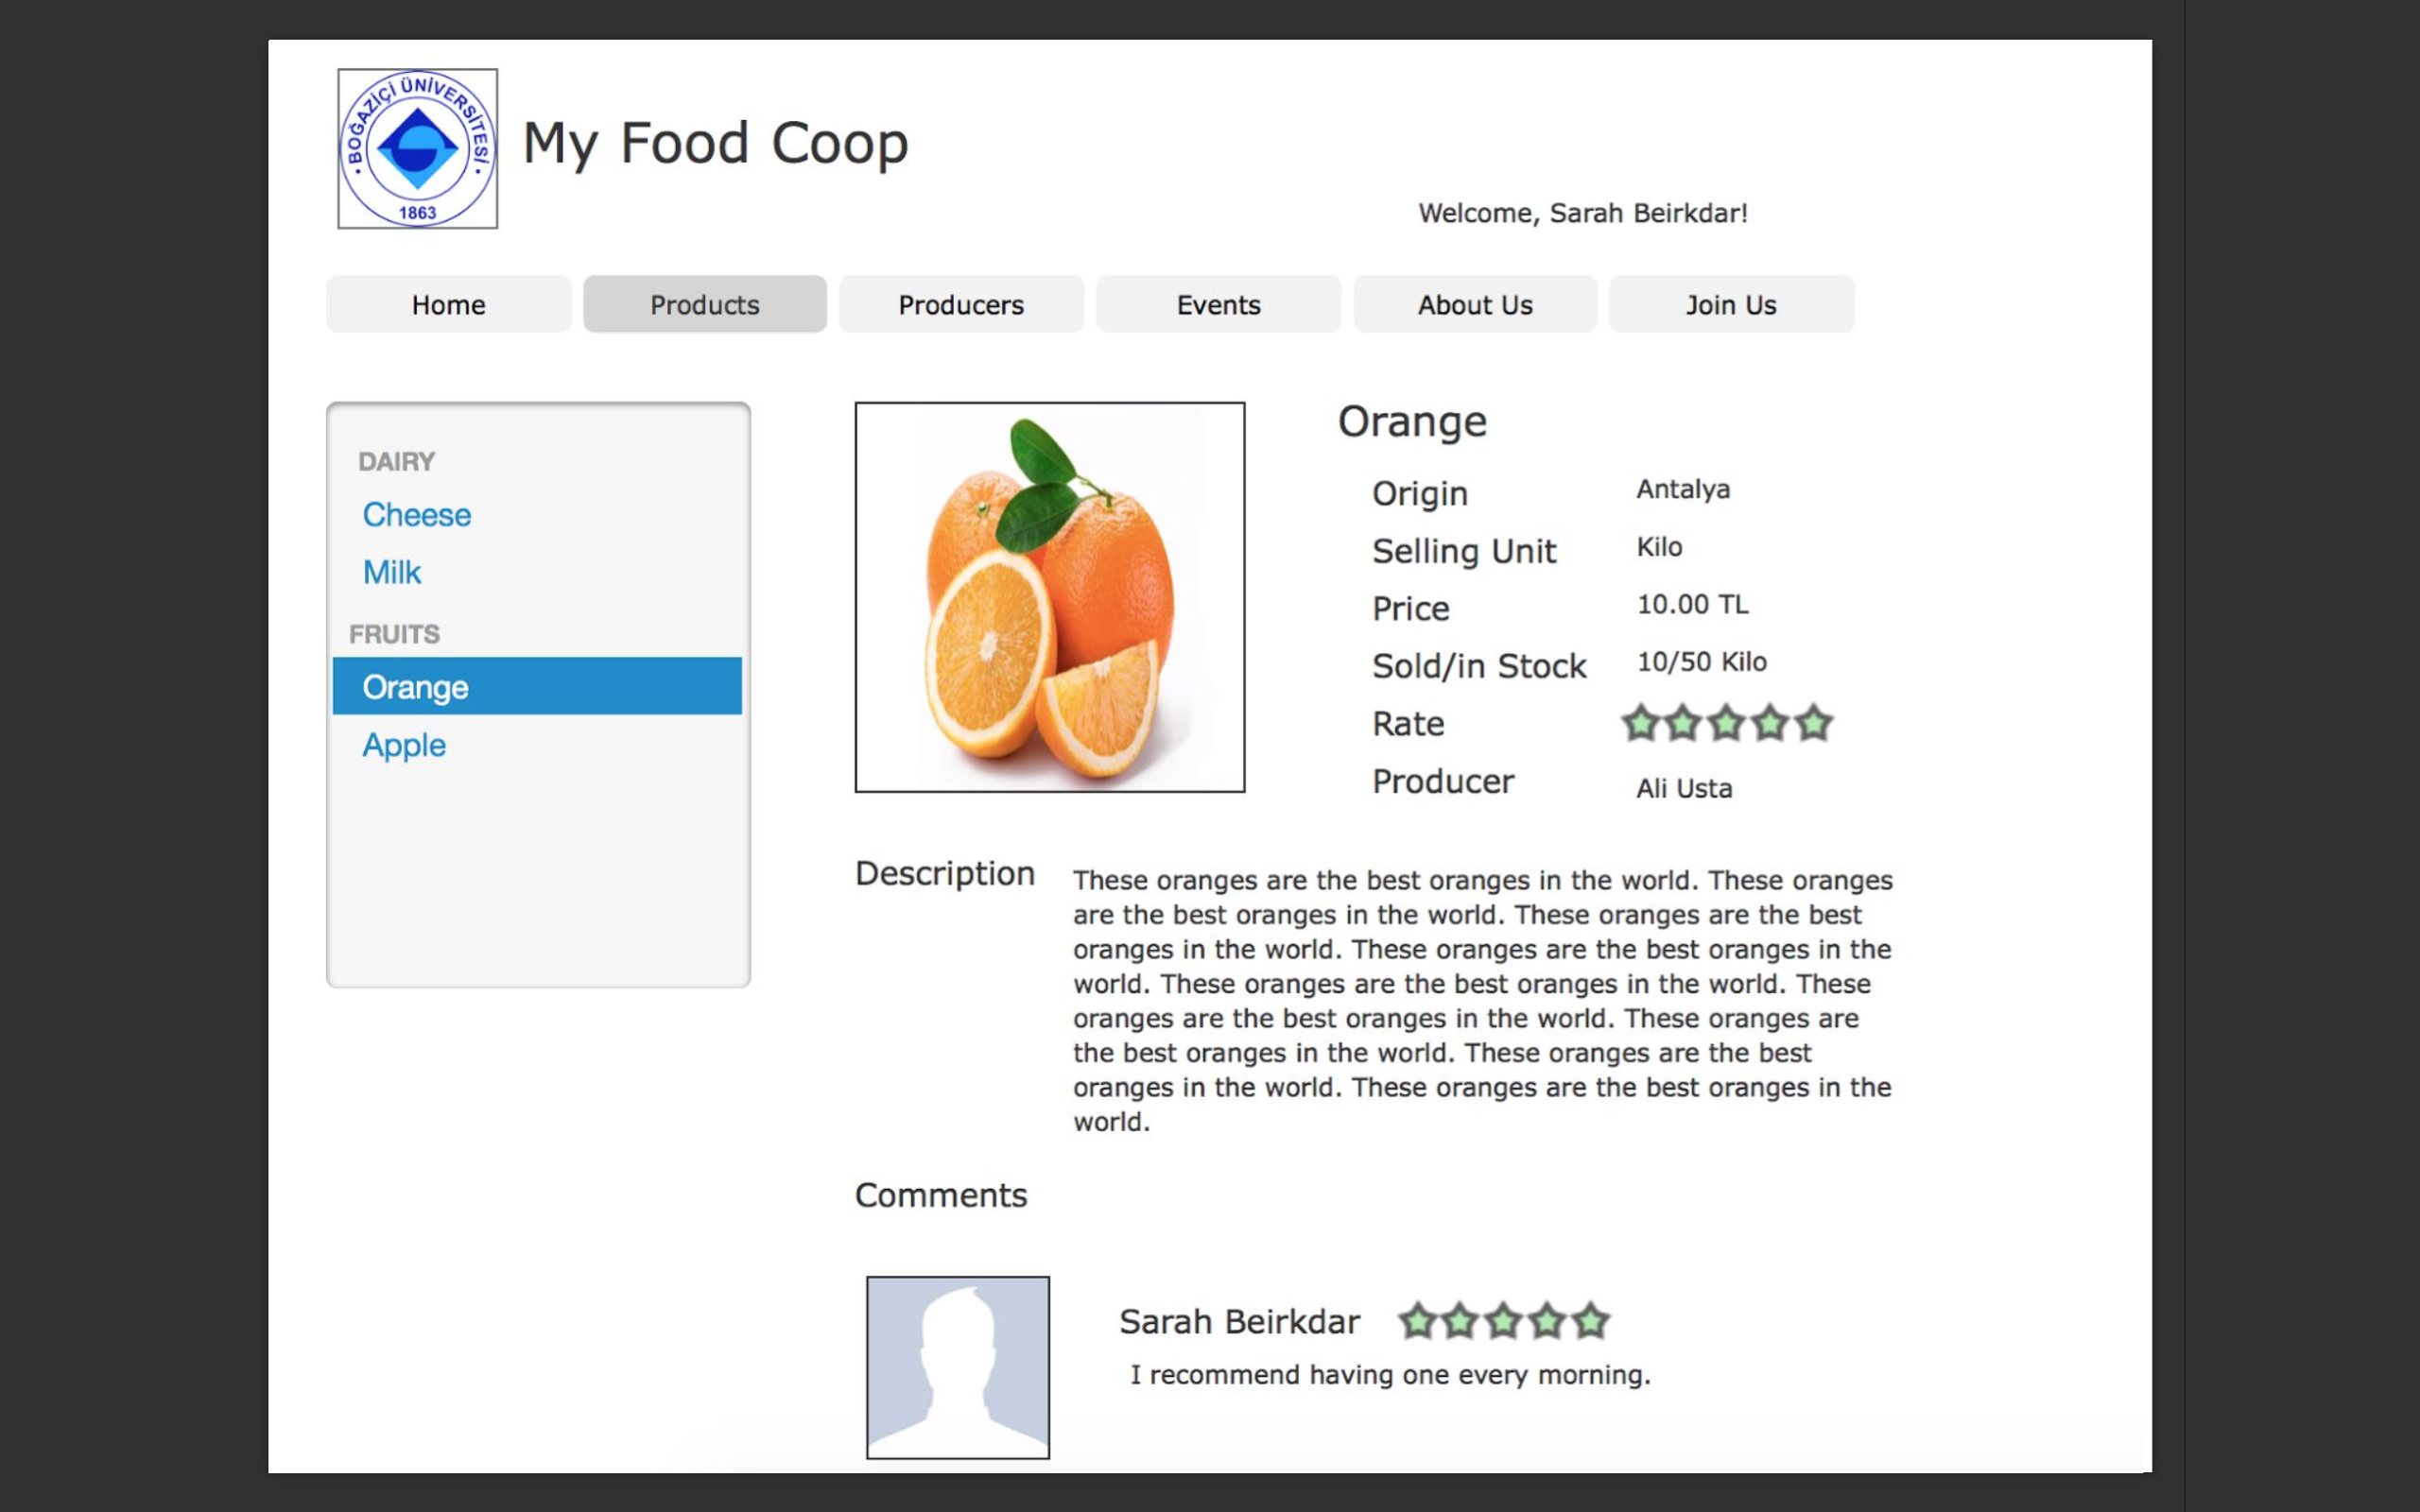 BOĞAZİÇİ ÜNİVERSİTESİ
1863
My Food Coop
Welcome, Sarah Beirkdar!
Home
Products
Producers
Events
About Us
Join Us
DAIRY
Cheese
Milk
FRUITS
Orange
Apple
Orange
Origin Antalya
Selling Unit Kilo
Price 10.00 TL
Sold/in Stock 10/50 Kilo
Rate
Producer Ali Usta
Description
These oranges are the best oranges in the world. These oranges
are the best oranges in the world. These oranges are the best
oranges in the world. These oranges are the best oranges in the
world. These oranges are the best oranges in the world. These
oranges are the best oranges in the world. These oranges are
the best oranges in the world. These oranges are the best
oranges in the world. These oranges are the best oranges in the
world.
Comments
Sarah Beirkdar
I recommend having one every morning.